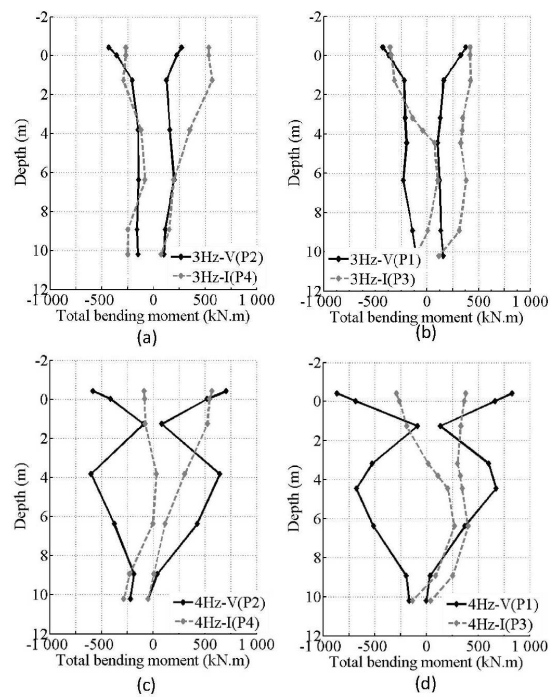 -2
0
2
4
6
8
10
12
Depth (m)
3Hz-V(P2)
3Hz-I(P4)
-1 000 -500 0 500 1 000
Total bending moment (kN.m)
(a)
-2
0
2
4
6
8
10
12
Depth (m)
3Hz-V(P1)
3Hz-I(P3)
-1 000 -500 0 500 1 000
Total bending moment (kN.m)
(b)
-2
0
2
4
6
8
10
12
Depth (m)
4Hz-V(P2)
4Hz-I(P4)
-1 000 -500 0 500 1 000
Total bending moment (kN.m)
(c)
-2
0
2
4
6
8
10
12
Depth (m)
4Hz-V(P1)
4Hz-I(P3)
-1 000 -500 0 500 1 000
Total bending moment (kN.m)
(d)